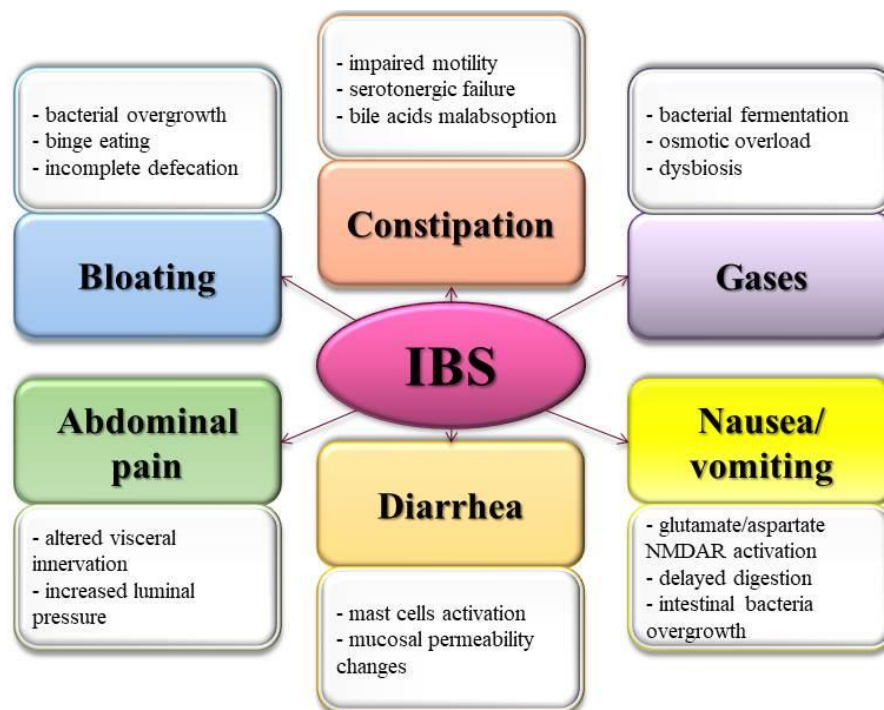 - impaired motility
- serotonergic failure
- bile acids malabsoption
Constipation
- bacterial overgrowth
- binge eating
- incomplete defecation
Bloating
- bacterial fermentation
- osmotic overload
- dysbiosis
Gases
IBS
Abdominal
pain
- altered visceral
innervation
- increased luminal
pressure
Diarrhea
- mast cells activation
- mucosal permeability
changes
Nausea/
vomiting
- glutamate/aspartate
NMDAR activation
- delayed digestion
- intestinal bacteria
overgrowth